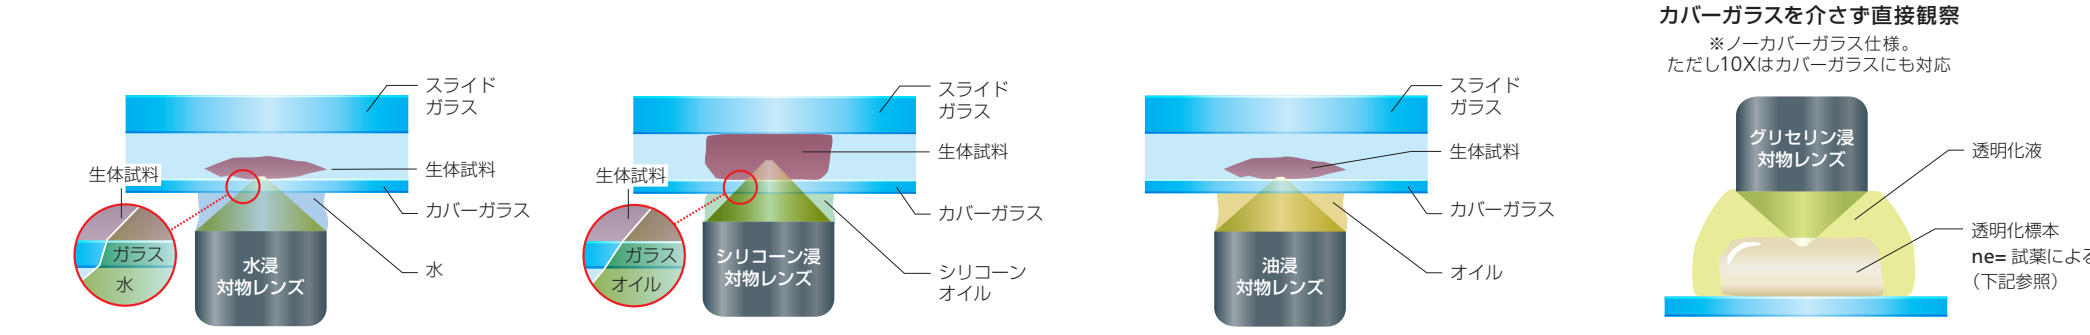 スライド
ガラス
生体試料
生体試料
カバーガラス
ガラス
水
水浸
対物レンズ
水
スライド
ガラス
生体試料
生体試料
カバーガラス
ガラス
オイル
シリコーン浸
対物レンズ
シリコーン
オイル
スライド
ガラス
生体試料
カバーガラス
油浸
対物レンズ
オイル
カバーガラスを介さず直接観察
※ノーカバーガラス仕様。
ただし10Xはカバーガラスにも対応
グリセリン浸
対物レンズ
透明化液
透明化標本
ne= 試薬による
（下記参照）